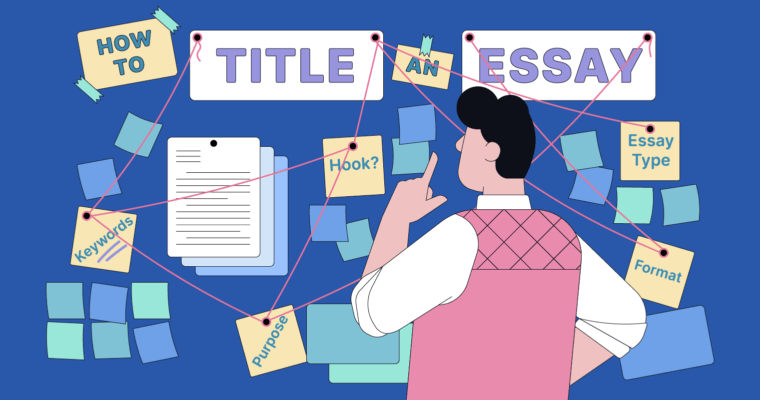 HOW
TO
TITLE
AN
ESSAY
Hook?
Essay
Type
Keywords
Format
Purpose